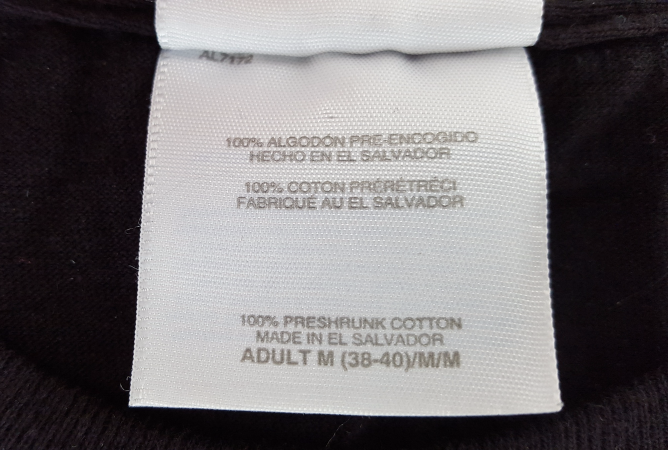 AL7172
100% ALGODÓN PRE-ENCOGIDO
HECHO EN EL SALVADOR
100% COTON PRÉRÉTRÉCI
FABRIQUÉ AU EL SALVADOR
100% PRESHRUNK COTTON
MADE IN EL SALVADOR
ADULT M (38-40)/M/M